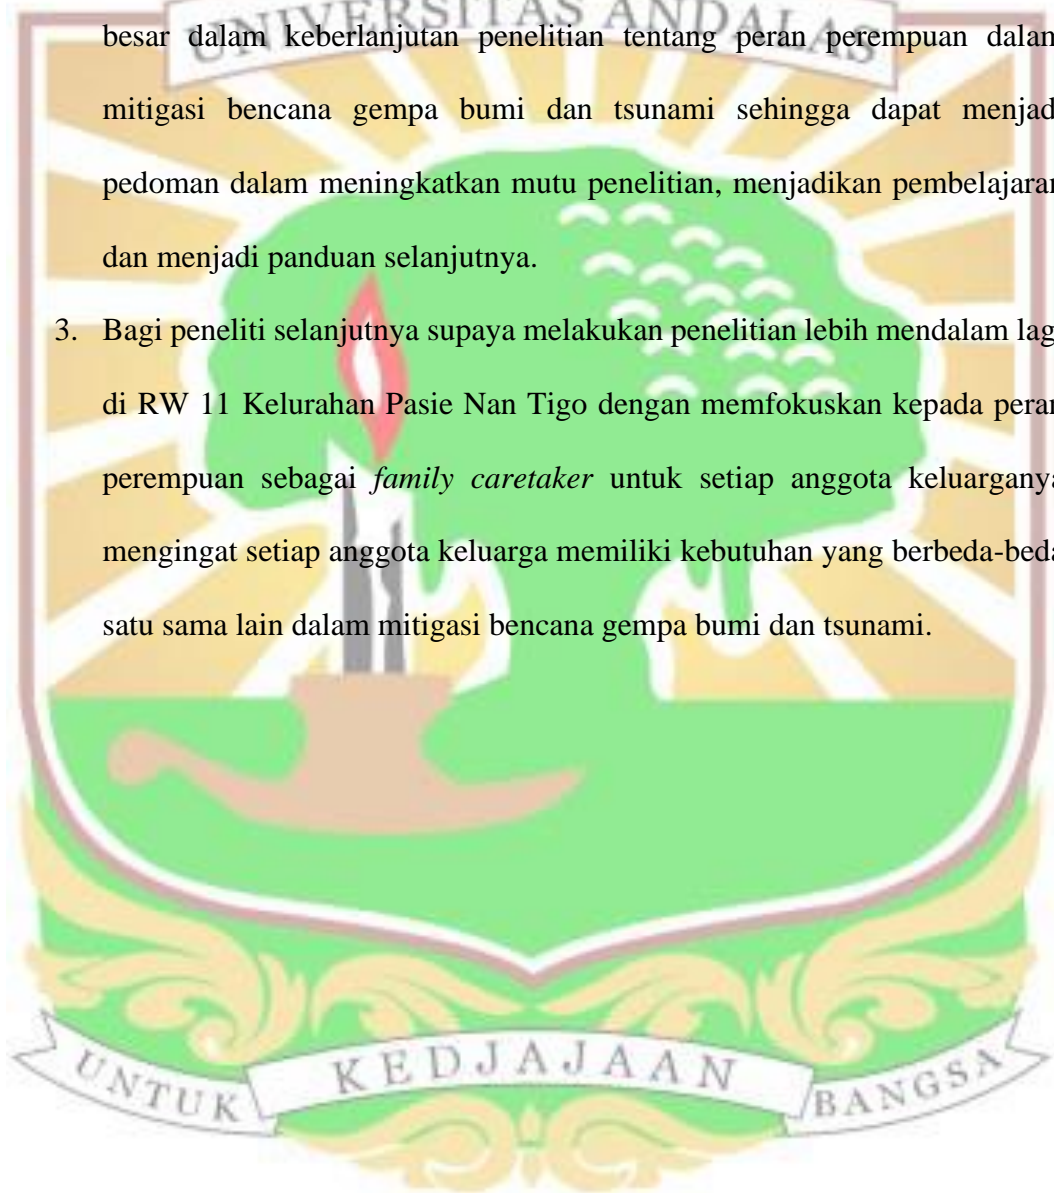 UNIVERSITAS ANDALAS
besar dalam keberlanjutan penelitian tentang peran perempuan dalam
mitigasi bencana gempa bumi dan tsunami sehingga dapat menjad
pedoman dalam meningkatkan mutu penelitian, menjadikan pembelajaran
dan menjadi panduan selanjutnya.
3. Bagi peneliti selanjutnya supaya melakukan penelitian lebih mendalam lag
di RW 11 Kelurahan Pasie Nan Tigo dengan memfokuskan kepada peran
perempuan sebagai family caretaker untuk setiap anggota keluarganya
mengingat setiap anggota keluarga memiliki kebutuhan yang berbeda-beda
satu sama lain dalam mitigasi bencana gempa bumi dan tsunami.
UNTUK KEDJAJAAN BANGSA